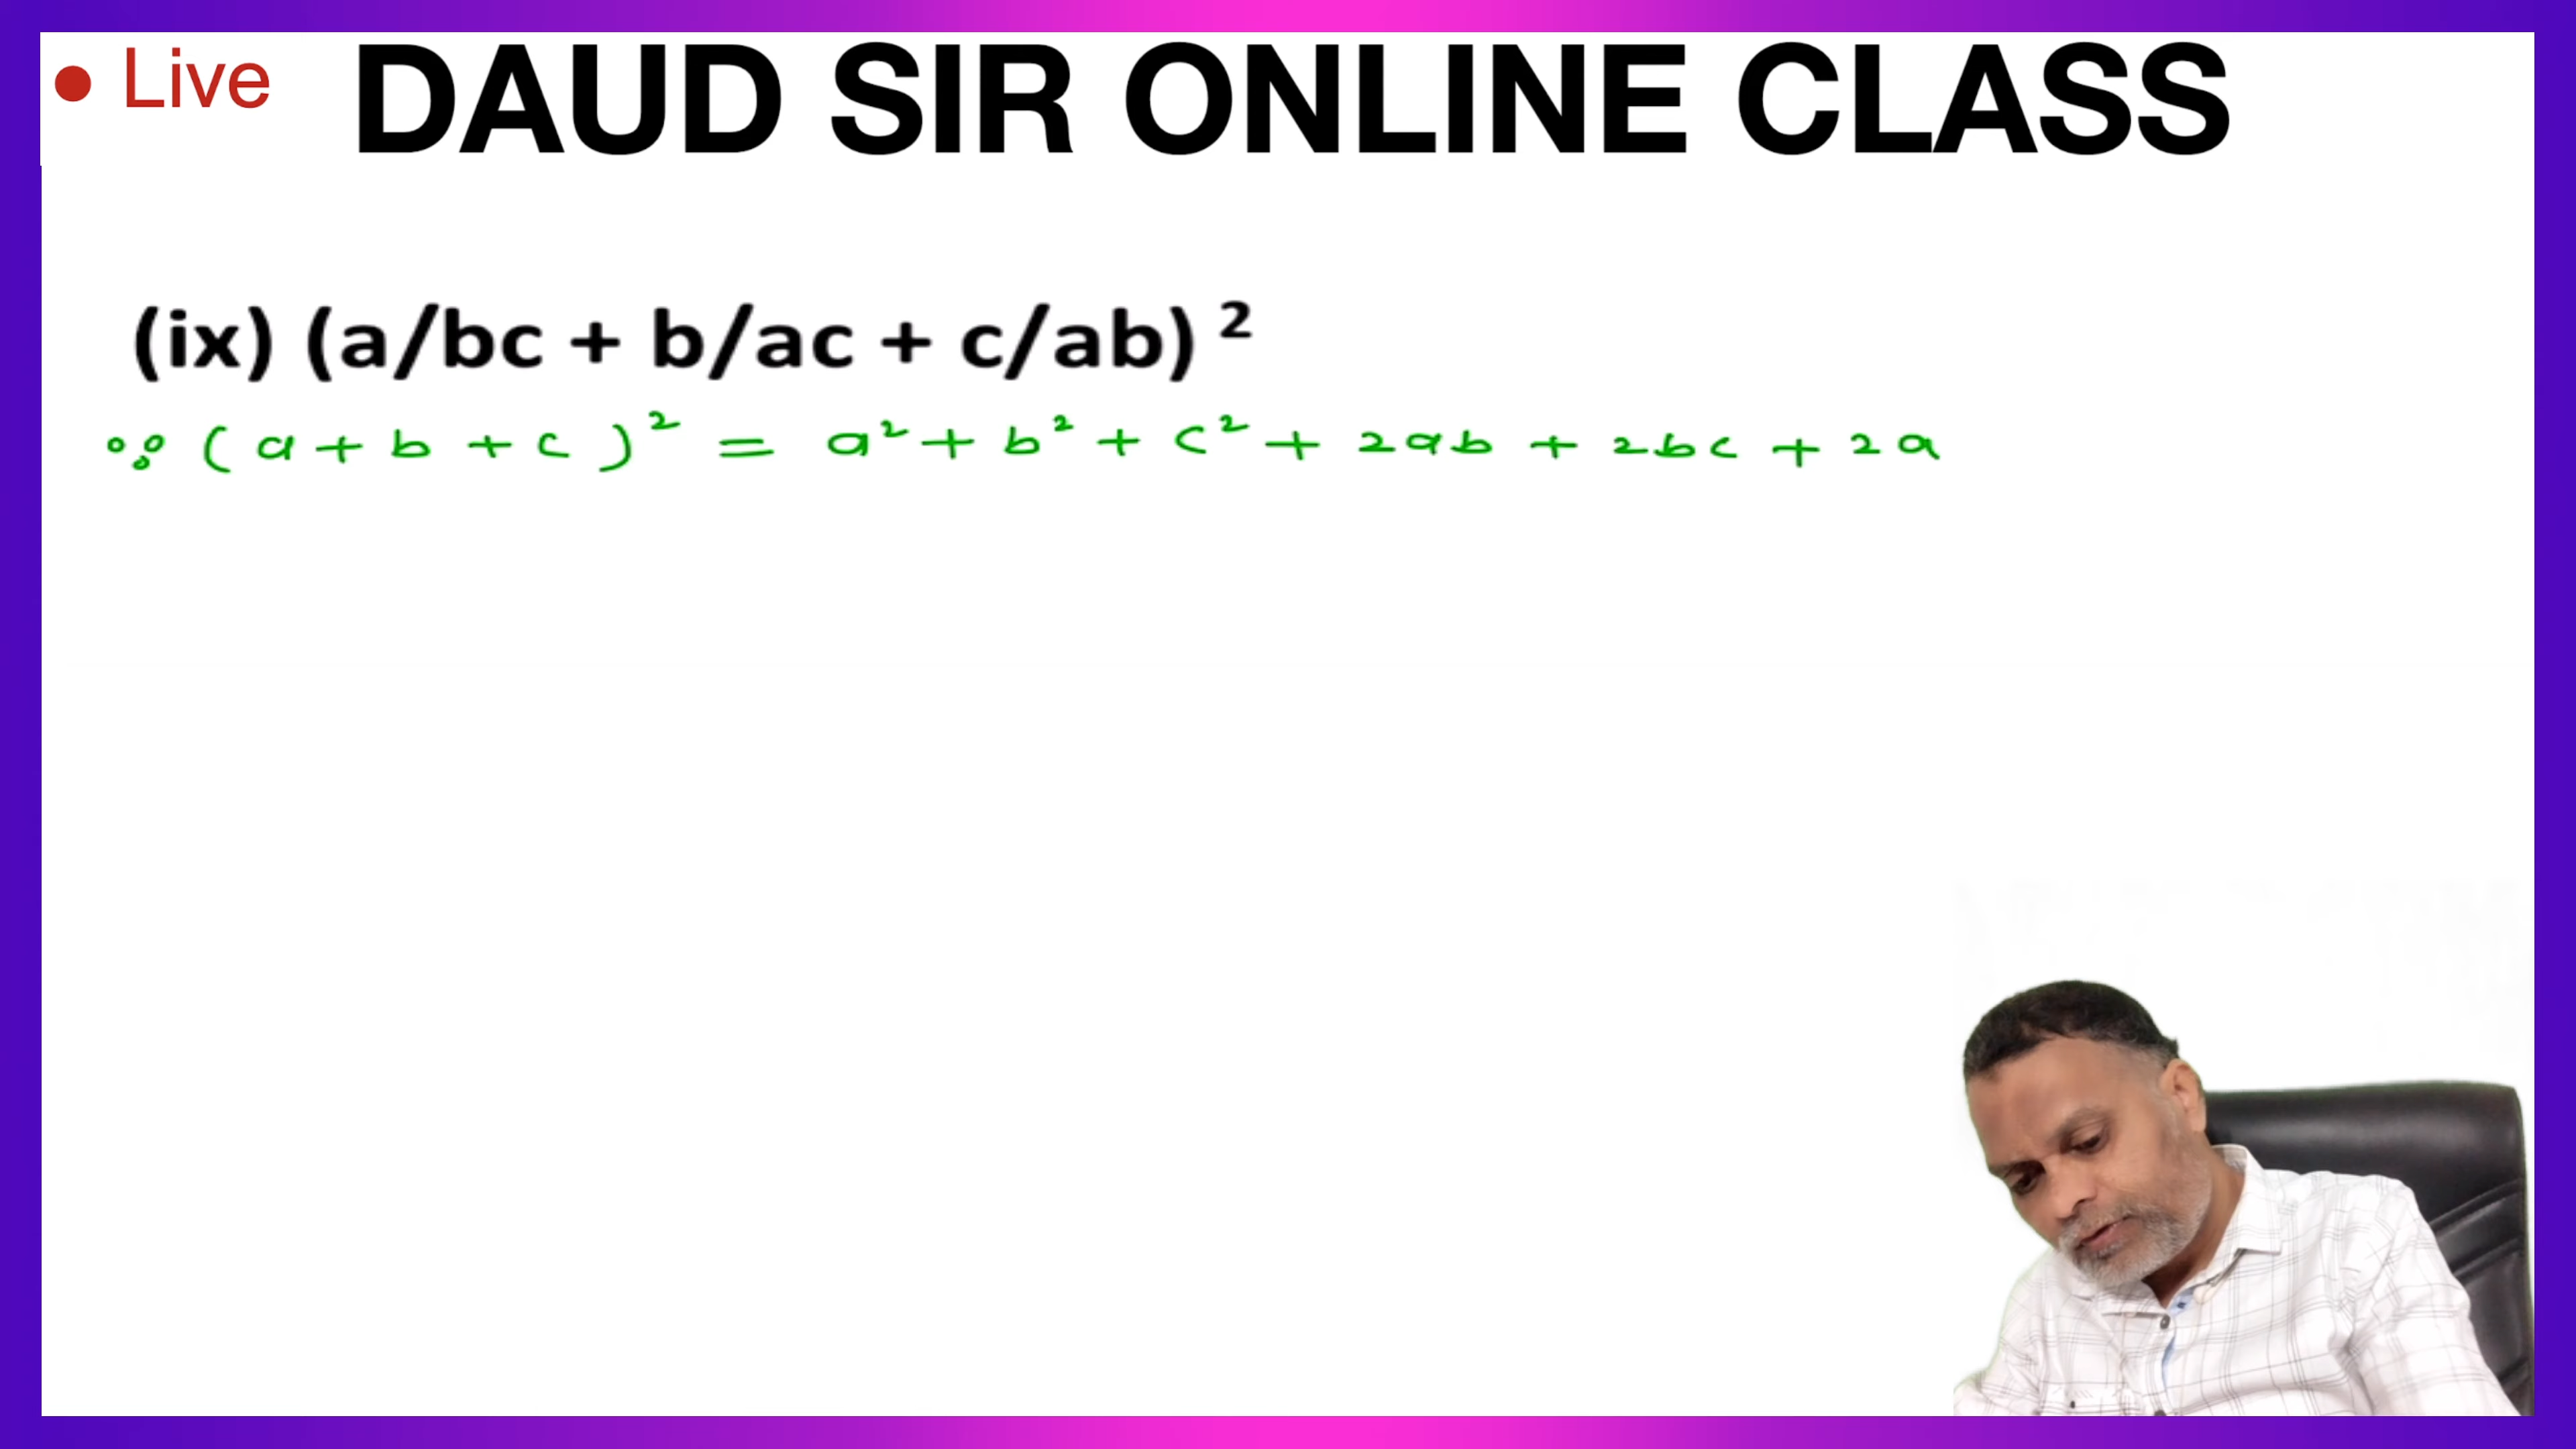 ● Live DAUD SIR ONLINE CLASS
(ix) (a/bc + b/ac + c/ab) ²
∵ (a + b + c)² = a² + b² + c² + 2ab + 2bc + 2a